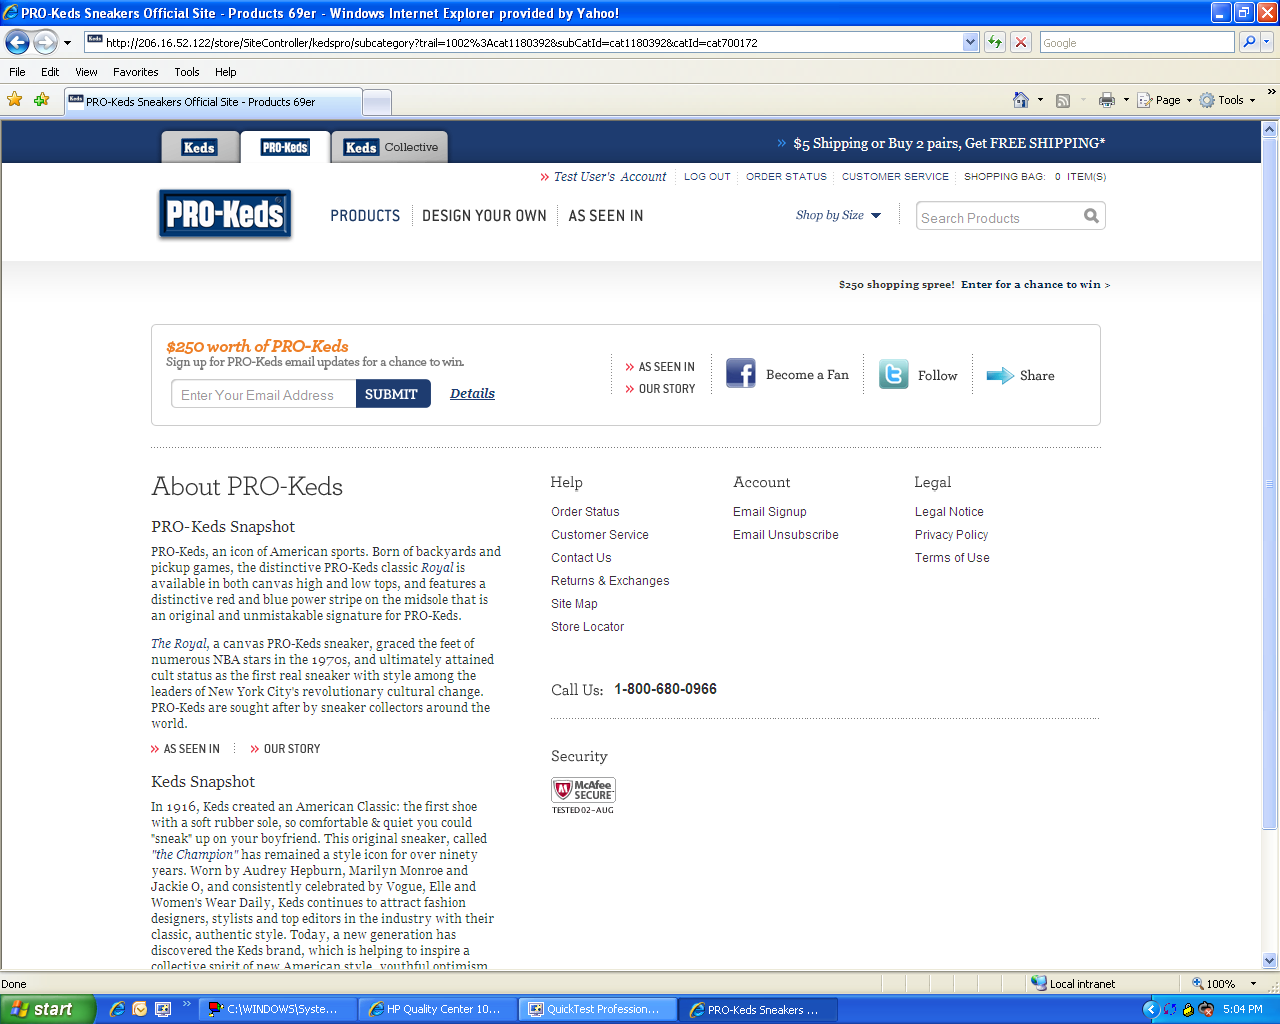 PRO-Keds Sneakers Official Site - Products 69er - Windows Internet Explorer provided by Yahoo!
http://206.16.52.122/store/SiteController/kedspro/subcategory?trail=1002%3Acat1180392&subCatId=cat1180392&catId=cat700172
Google
File Edit View Favorites Tools Help
PRO-Keds Sneakers Official Site - Products 69er
Page Tools
Keds PRO-Keds Keds Collective
» $5 Shipping or Buy 2 pairs, Get FREE SHIPPING*
» Test User's Account LOG OUT ORDER STATUS CUSTOMER SERVICE SHOPPING BAG: 0 ITEM(S)
PRO-Keds
PRODUCTS DESIGN YOUR OWN AS SEEN IN
Shop by Size
Search Products
$250 shopping spree! Enter for a chance to win >
$250 worth of PRO-Keds
Sign up for PRO-Keds email updates for a chance to win.
Enter Your Email Address SUBMIT Details
» AS SEEN IN
» OUR STORY
Become a Fan
Follow
Share
About PRO-Keds
PRO-Keds Snapshot
PRO-Keds, an icon of American sports. Born of backyards and
pickup games, the distinctive PRO-Keds classic Royal is
available in both canvas high and low tops, and features a
distinctive red and blue power stripe on the midsole that is
an original and unmistakable signature for PRO-Keds.
The Royal, a canvas PRO-Keds sneaker, graced the feet of
numerous NBA stars in the 1970s, and ultimately attained
cult status as the first real sneaker with style among the
leaders of New York City's revolutionary cultural change.
PRO-Keds are sought after by sneaker collectors around the
world.
» AS SEEN IN » OUR STORY
Keds Snapshot
In 1916, Keds created an American Classic: the first shoe
with a soft rubber sole, so comfortable & quiet you could
"sneak" up on your boyfriend. This original sneaker, called
"the Champion" has remained a style icon for over ninety
years. Worn by Audrey Hepburn, Marilyn Monroe and
Jackie O, and consistently celebrated by Vogue, Elle and
Women's Wear Daily, Keds continues to attract fashion
designers, stylists and top editors in the industry with their
classic, authentic style. Today, a new generation has
discovered the Keds brand, which is helping to inspire a
collective spirit of new American style, youthful optimism
Help
Order Status
Customer Service
Contact Us
Returns & Exchanges
Site Map
Store Locator
Account
Email Signup
Email Unsubscribe
Legal
Legal Notice
Privacy Policy
Terms of Use
Call Us: 1-800-680-0966
Security
McAfee
SECURE
TESTED 02-AUG
Done
Local intranet
100%
start
C:\WINDOWS\Syste...
HP Quality Center 10...
QuickTest Profession...
PRO-Keds Sneakers ...
5:04 PM